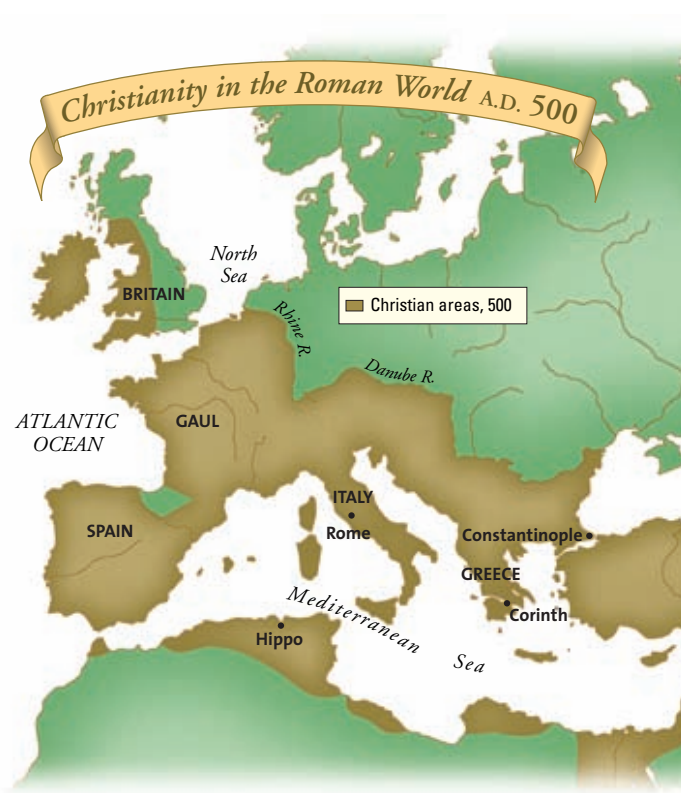 Christianity in the Roman World A.D. 500
North
Sea
BRITAIN
Christian areas, 500
Rhine R.
Danube R.
ATLANTIC
OCEAN
GAUL
ITALY
Rome
SPAIN
Constantinople
GREECE
Corinth
Mediterranean
Sea
Hippo